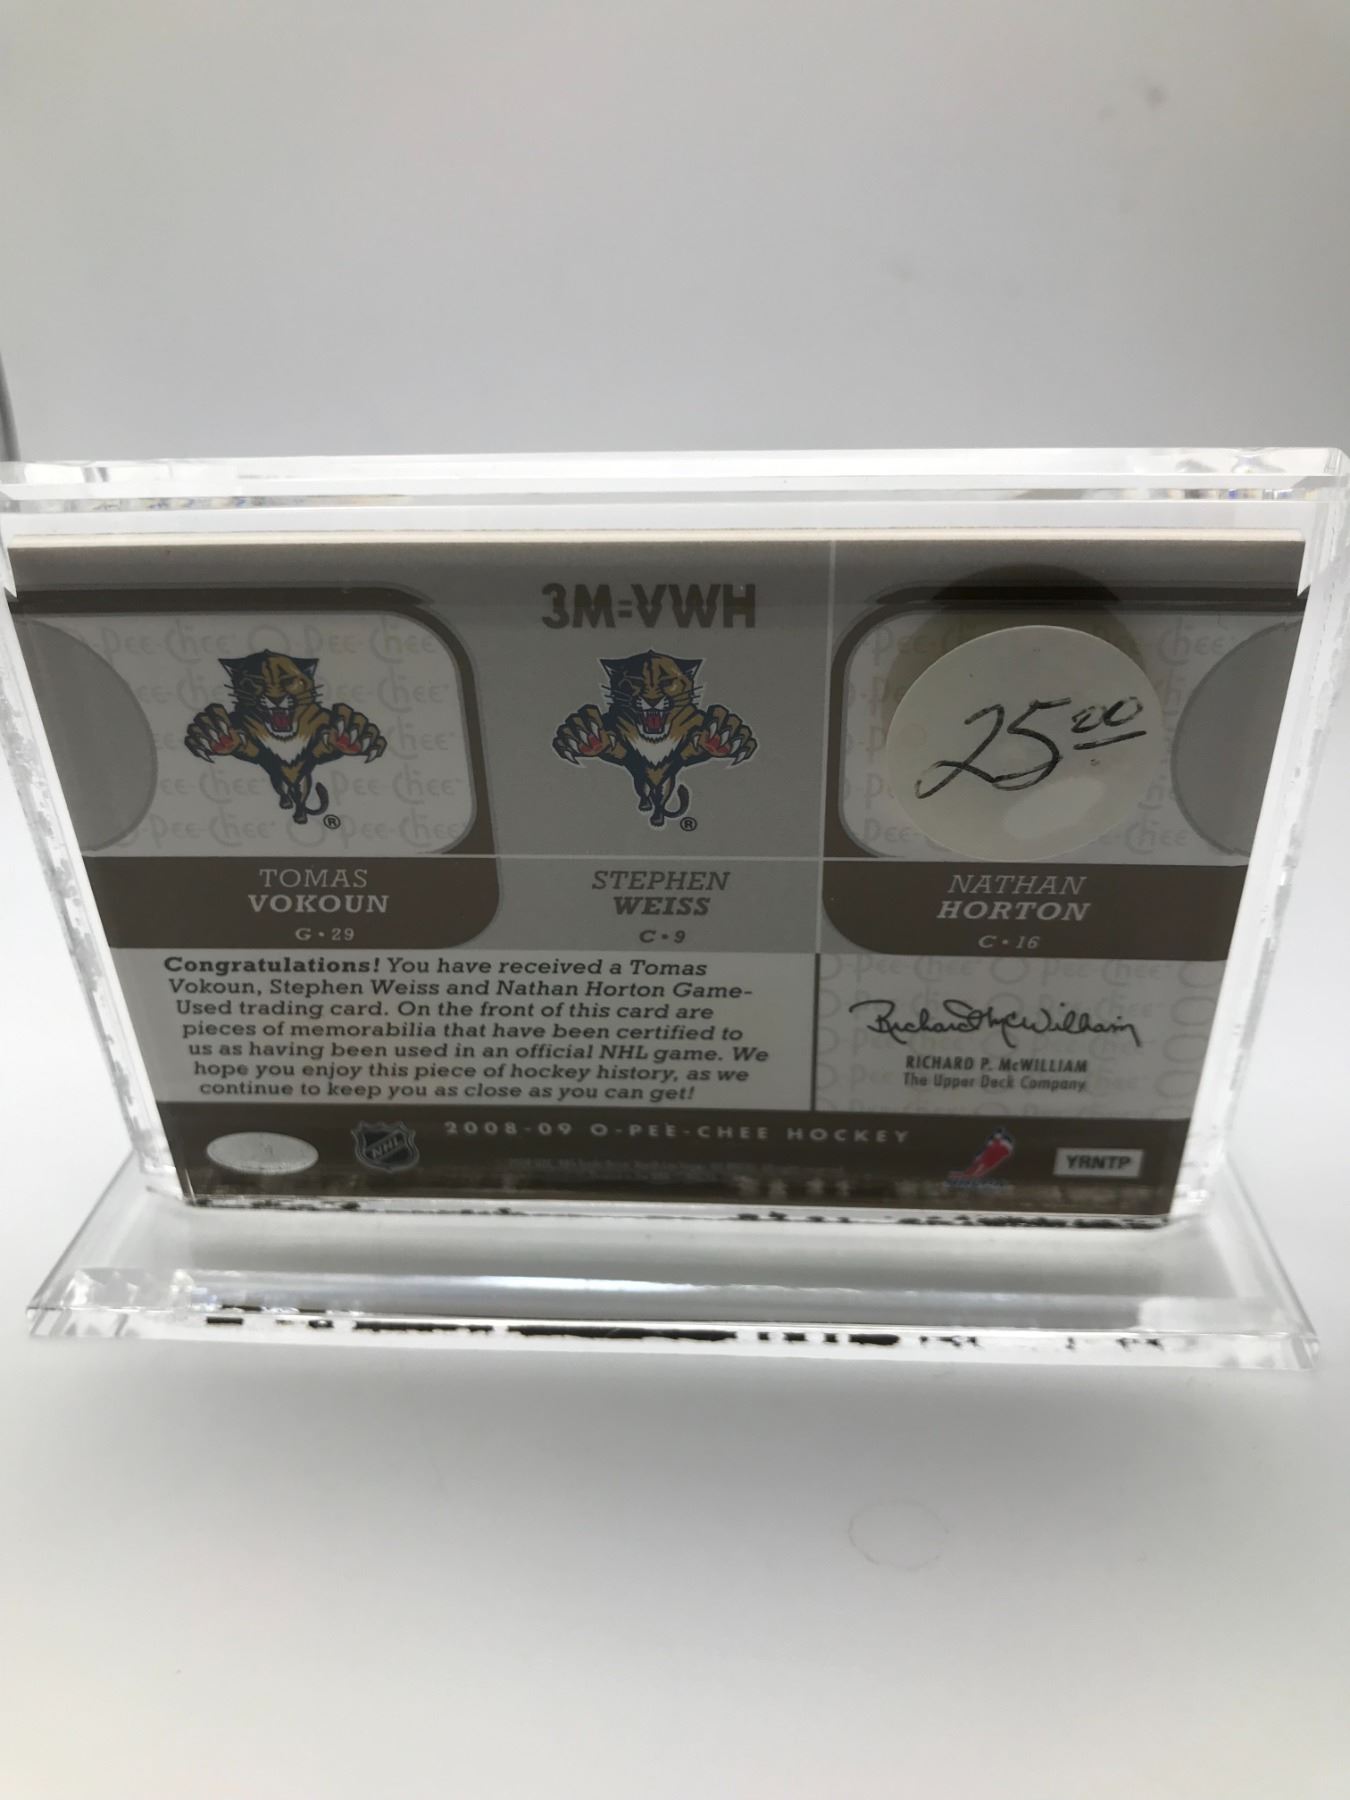 3M-VWH
25.00
TOMAS
VOKOUN
G • 29
STEPHEN
WEISS
C • 9
NATHAN
HORTON
C • 16
Congratulations! You have received a Tomas
Vokoun, Stephen Weiss and Nathan Horton Game-
Used trading card. On the front of this card are
pieces of memorabilia that have been certified to
us as having been used in an official NHL game. We
hope you enjoy this piece of hockey history, as we
continue to keep you as close as you can get!
Richard McWilliam
RICHARD P. McWILLIAM
The Upper Deck Company
NHL
2008-09 O-PEE-CHEE HOCKEY
YRNTP